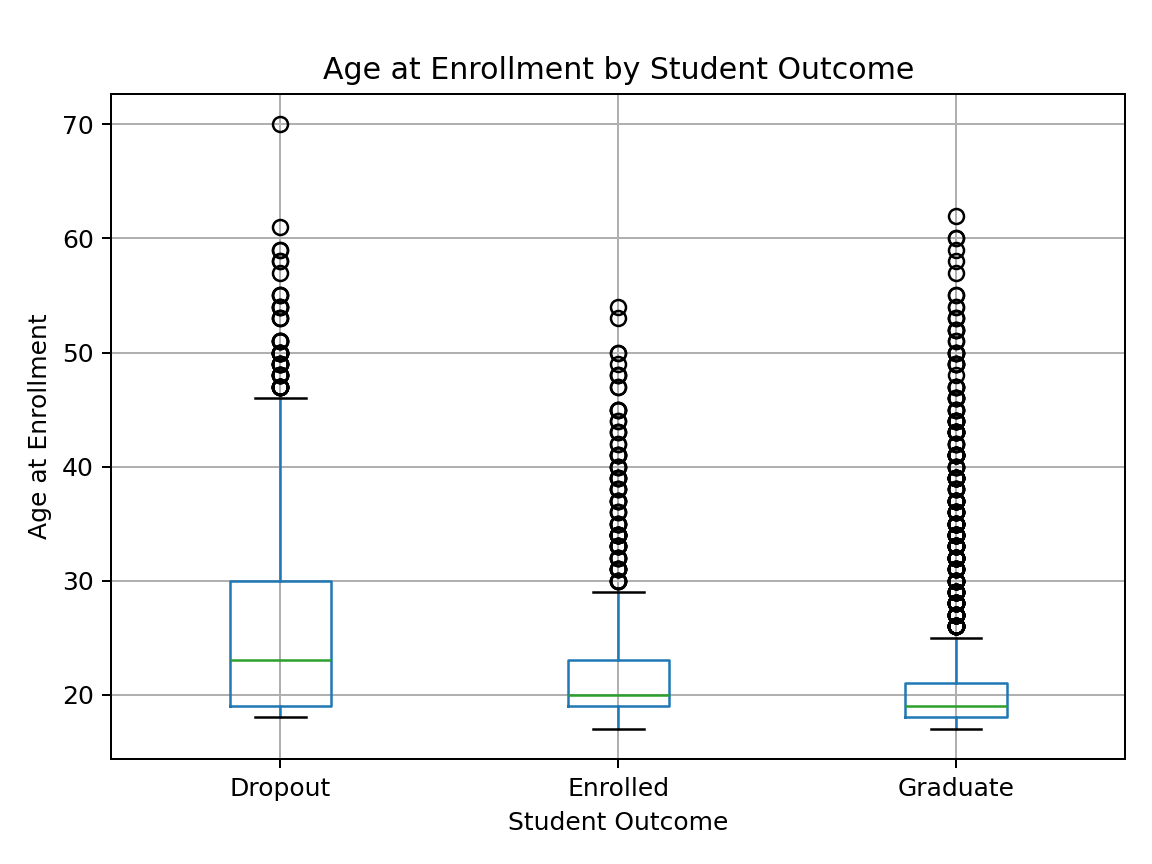 Age at Enrollment by Student Outcome
Age at Enrollment
70
60
50
40
30
20
Dropout Enrolled Graduate
Student Outcome